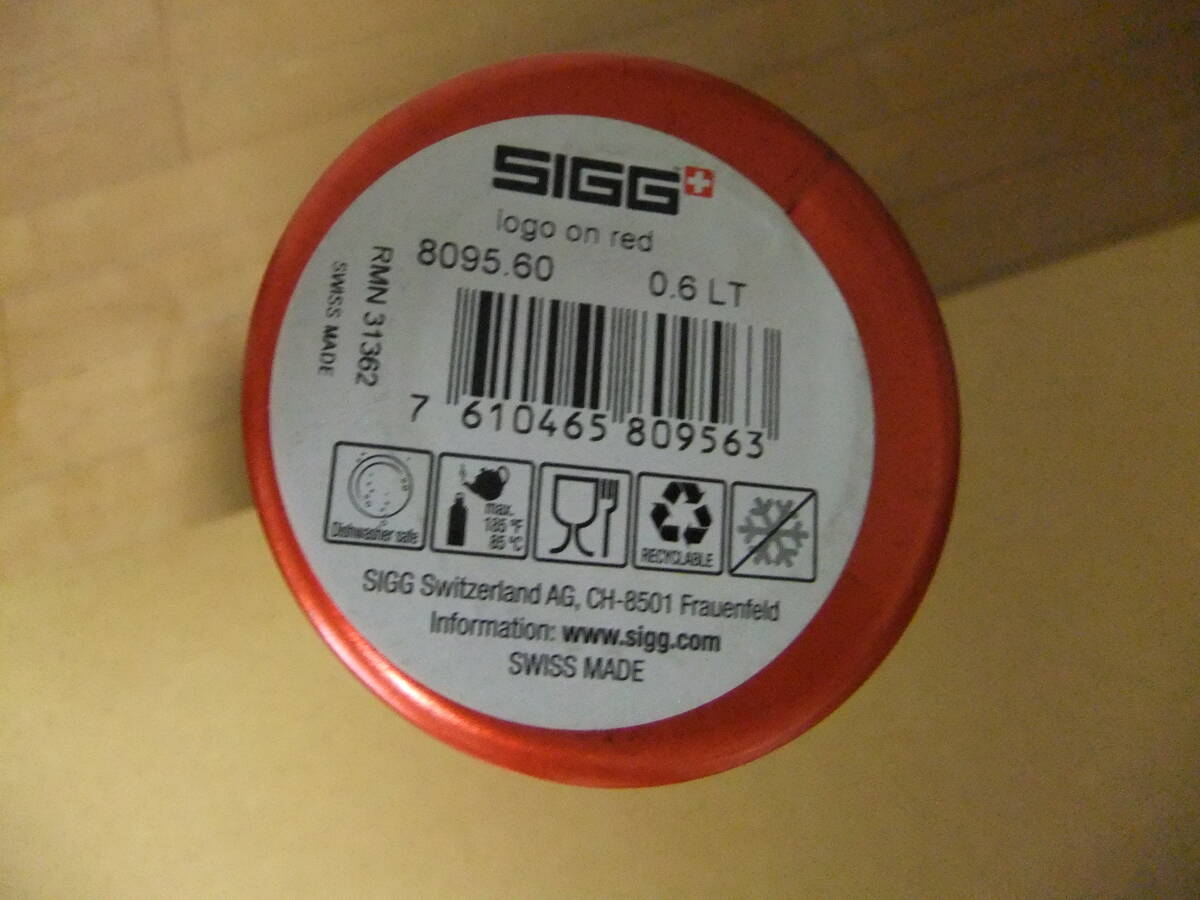 SIGG
logo on red
8095.60 0.6 LT
RMN 31362
SWISS MADE
7 610465 809563
Dishwasher safe
max.
185 °F
85 °C
RECYCLABLE
SIGG Switzerland AG, CH-8501 Frauenfeld
Information: www.sigg.com
SWISS MADE